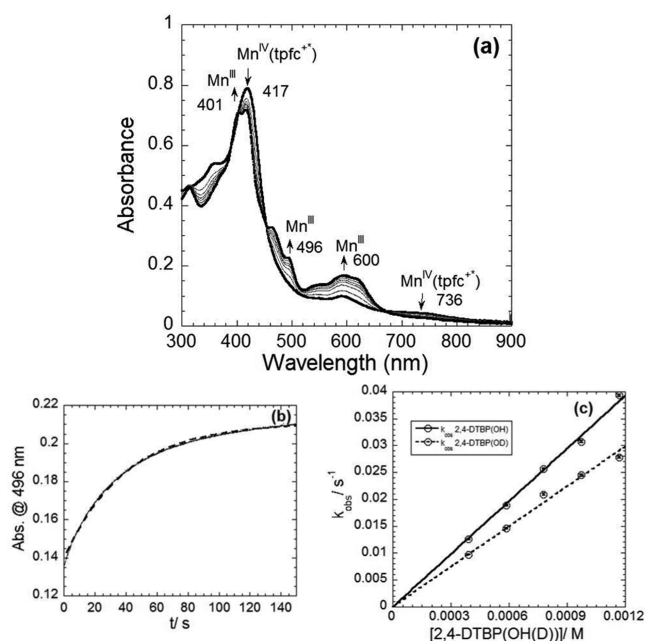 (a)
Mn^IV(tpfc^+*)
Mn^III
401 417
Mn^III
496
Mn^III
600
Mn^IV(tpfc^+*)
736
Absorbance
1
0.8
0.6
0.4
0.2
0
300 400 500 600 700 800 900
Wavelength (nm)
(b)
Abs. @ 496 nm
0.22
0.20
0.18
0.16
0.14
0.12
0 20 40 60 80 100 120 140
t/ s
(c)
k_obs 2,4-DTBP(OH)
k_obs 2,4-DTBP(OD)
k_obs/ s^-1
0.04
0.035
0.03
0.025
0.02
0.015
0.01
0.005
0
0 0.0003 0.0006 0.0009 0.0012
[2,4-DTBP(OH(D))]/ M